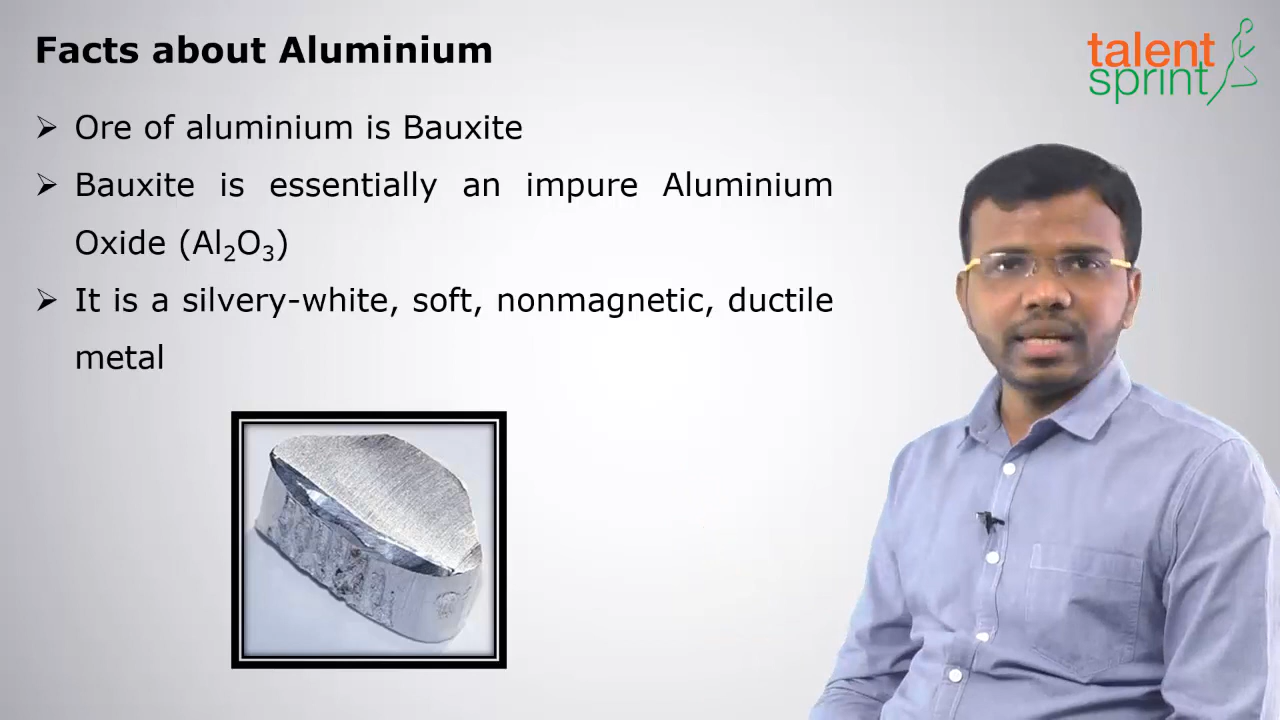 Facts about Aluminium
talent
sprint
➢ Ore of aluminium is Bauxite
➢ Bauxite is essentially an impure Aluminium
Oxide (Al₂O₃)
➢ It is a silvery-white, soft, nonmagnetic, ductile
metal